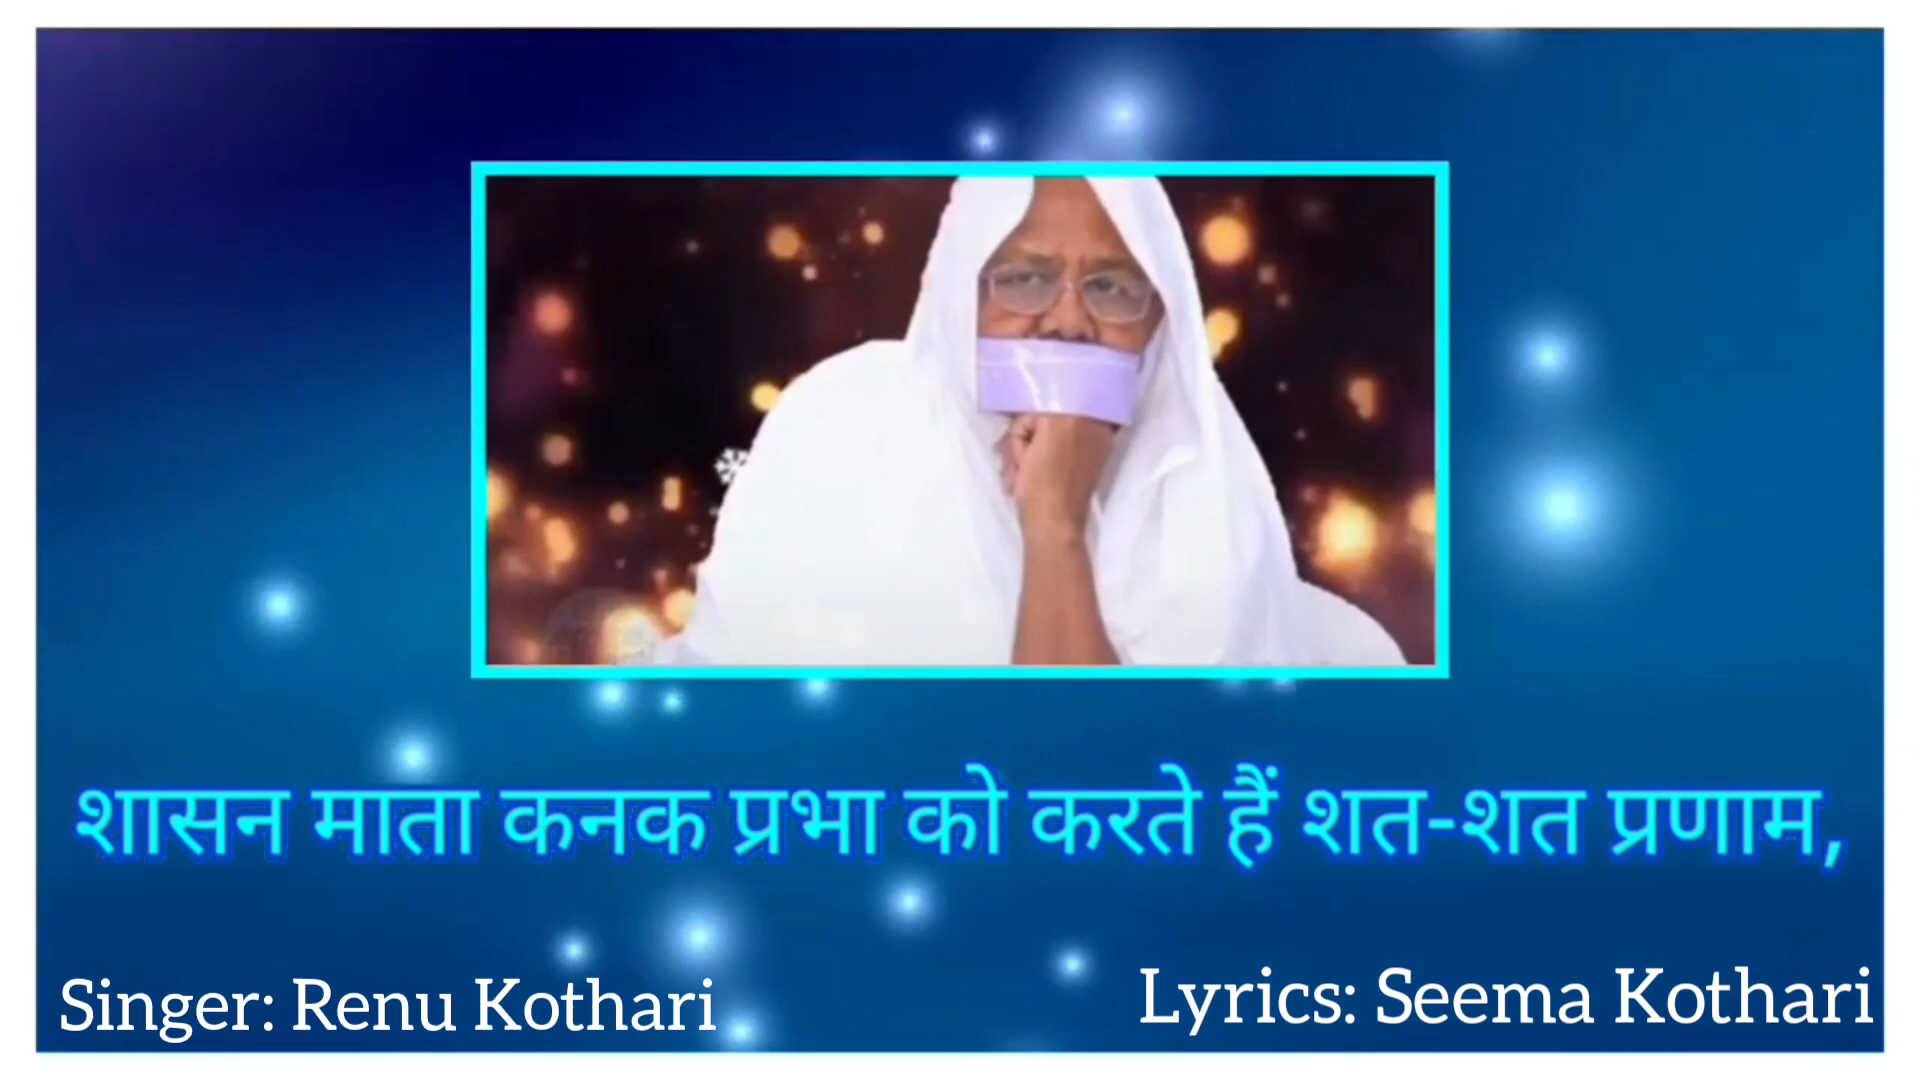 शासन माता कनक प्रभा को करते हैं शत-शत प्रणाम,
Singer: Renu Kothari
Lyrics: Seema Kothari